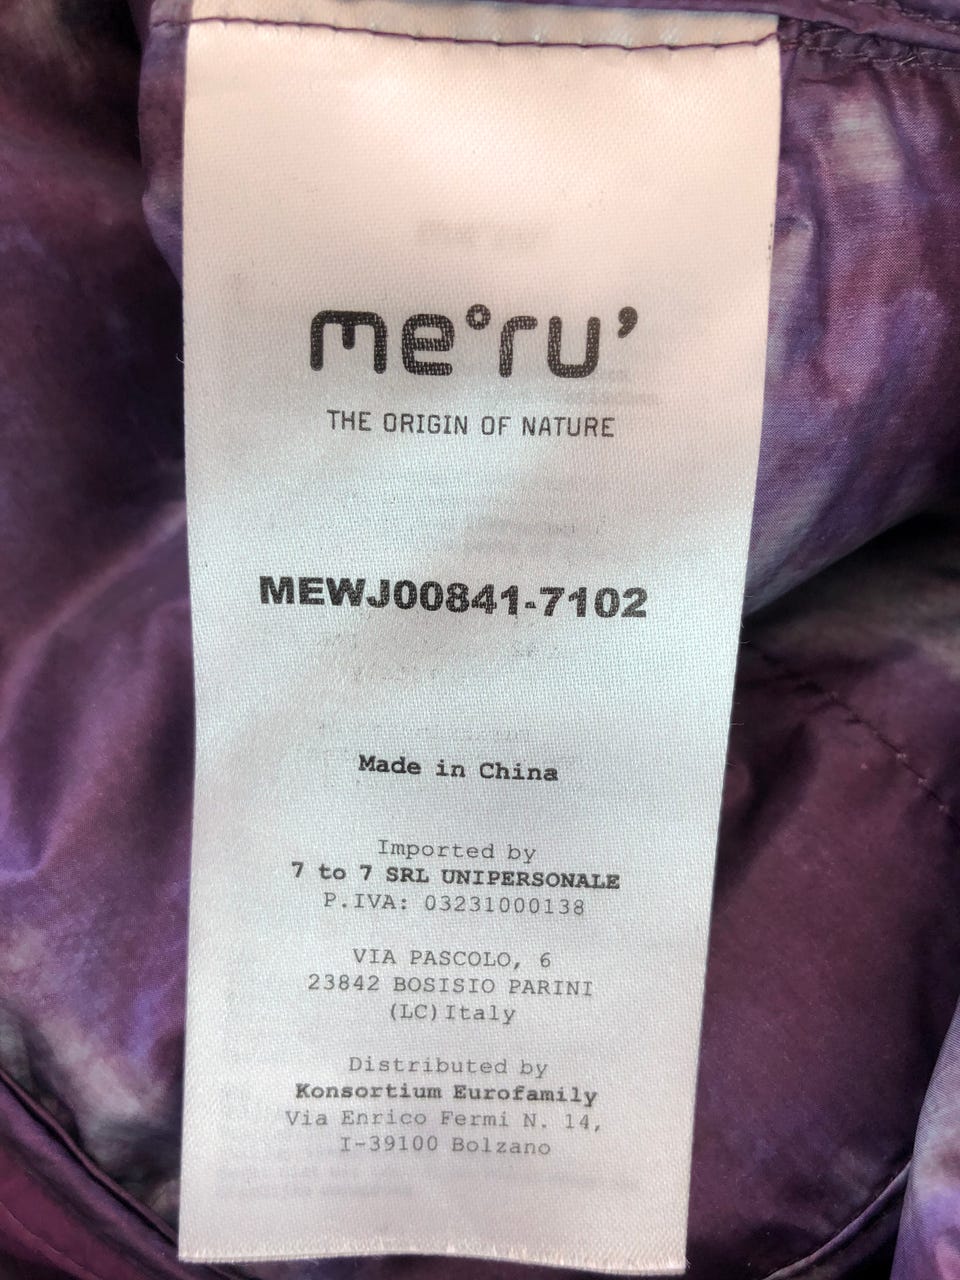 me°ru'
THE ORIGIN OF NATURE
MEWJ00841-7102
Made in China
Imported by
7 to 7 SRL UNIPERSONALE
P.IVA: 03231000138
VIA PASCOLO, 6
23842 BOSISIO PARINI
(LC)Italy
Distributed by
Konsortium Eurofamily
Via Enrico Fermi N. 14,
I-39100 Bolzano